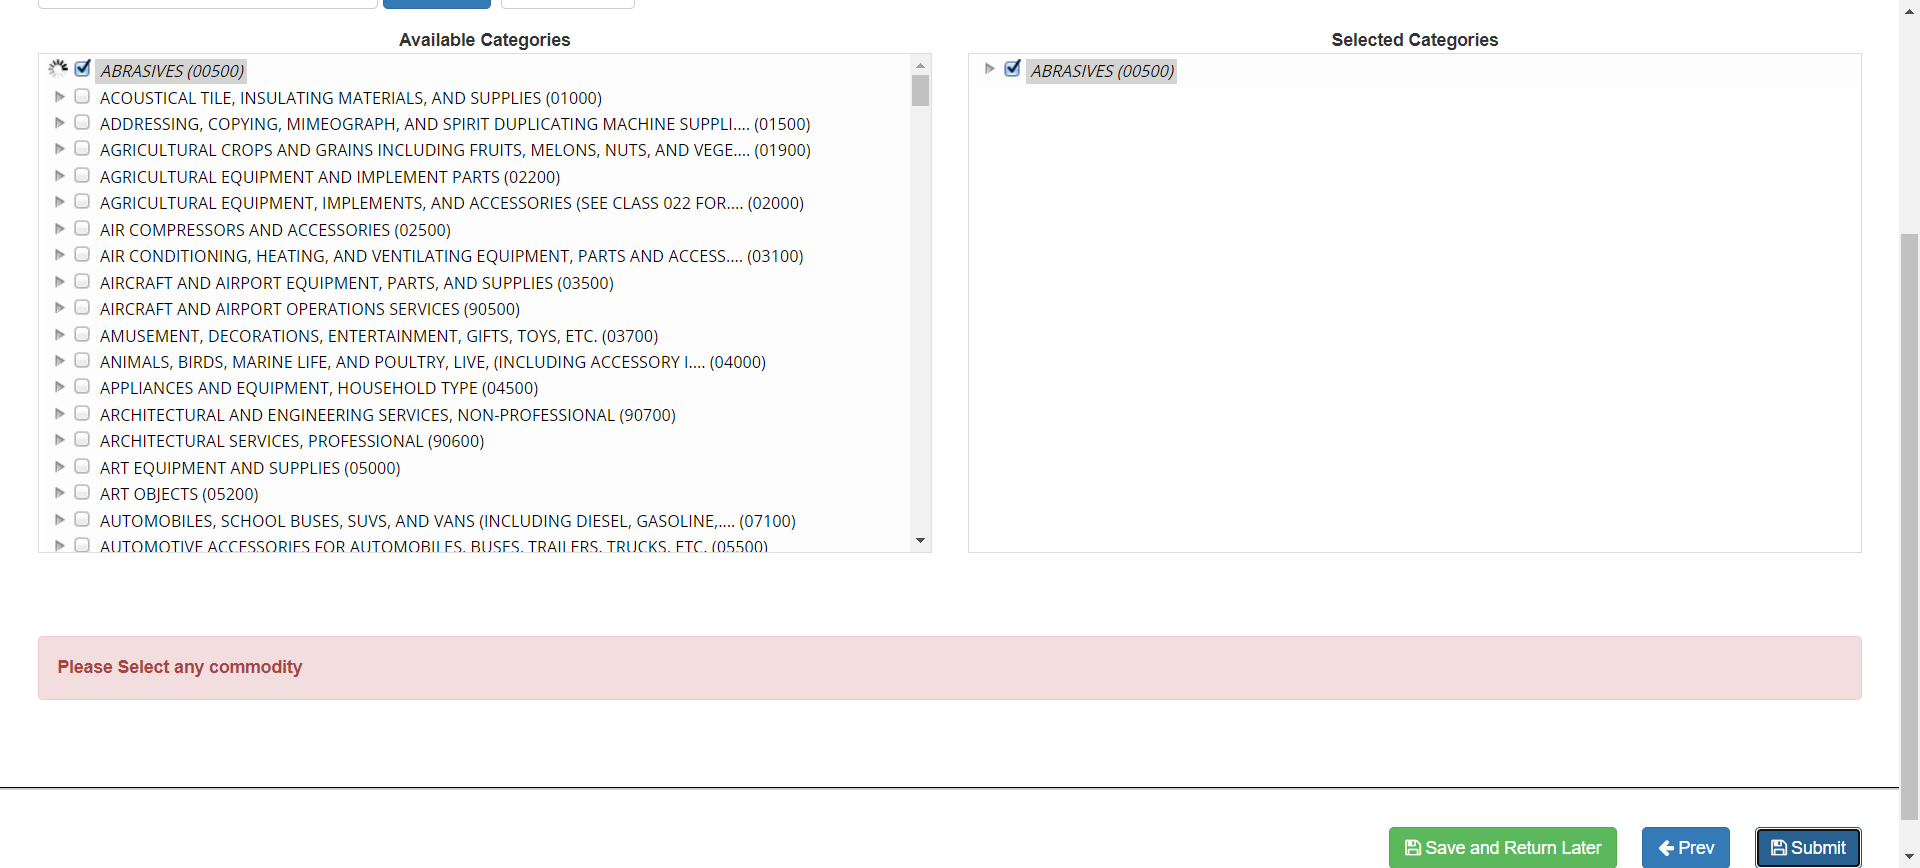 Available Categories
Selected Categories
ABRASIVES (00500)
ACOUSTICAL TILE, INSULATING MATERIALS, AND SUPPLIES (01000)
ADDRESSING, COPYING, MIMEOGRAPH, AND SPIRIT DUPLICATING MACHINE SUPPLI.... (01500)
AGRICULTURAL CROPS AND GRAINS INCLUDING FRUITS, MELONS, NUTS, AND VEGE.... (01900)
AGRICULTURAL EQUIPMENT AND IMPLEMENT PARTS (02200)
AGRICULTURAL EQUIPMENT, IMPLEMENTS, AND ACCESSORIES (SEE CLASS 022 FOR.... (02000)
AIR COMPRESSORS AND ACCESSORIES (02500)
AIR CONDITIONING, HEATING, AND VENTILATING EQUIPMENT, PARTS AND ACCESS.... (03100)
AIRCRAFT AND AIRPORT EQUIPMENT, PARTS, AND SUPPLIES (03500)
AIRCRAFT AND AIRPORT OPERATIONS SERVICES (90500)
AMUSEMENT, DECORATIONS, ENTERTAINMENT, GIFTS, TOYS, ETC. (03700)
ANIMALS, BIRDS, MARINE LIFE, AND POULTRY, LIVE, (INCLUDING ACCESSORY I.... (04000)
APPLIANCES AND EQUIPMENT, HOUSEHOLD TYPE (04500)
ARCHITECTURAL AND ENGINEERING SERVICES, NON-PROFESSIONAL (90700)
ARCHITECTURAL SERVICES, PROFESSIONAL (90600)
ART EQUIPMENT AND SUPPLIES (05000)
ART OBJECTS (05200)
AUTOMOBILES, SCHOOL BUSES, SUVS, AND VANS (INCLUDING DIESEL, GASOLINE,.... (07100)
AUTOMOTIVE ACCESSORIES FOR AUTOMOBILES, BUSES, TRAILERS, TRUCKS, ETC. (05500)
ABRASIVES (00500)
Please Select any commodity
Save and Return Later
Prev
Submit